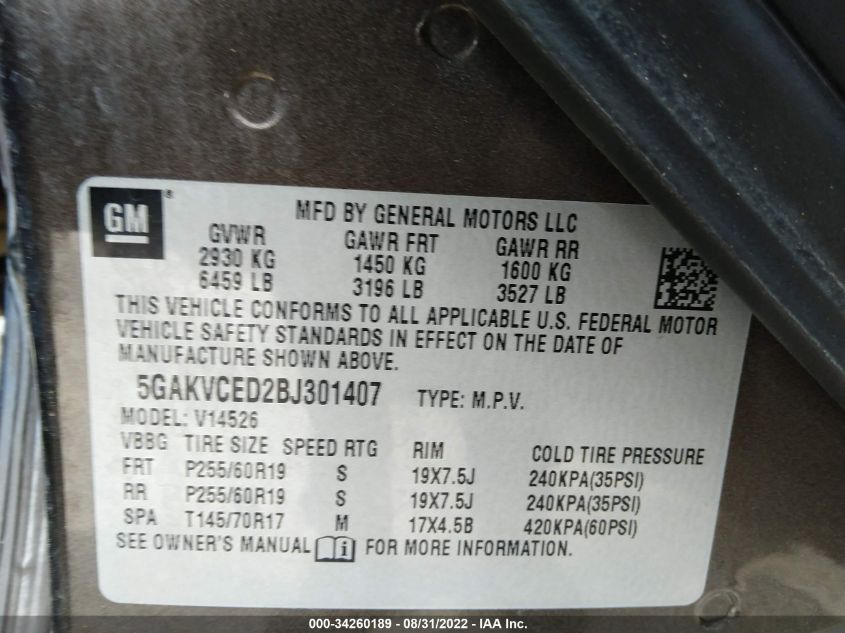 GM®
MFD BY GENERAL MOTORS LLC
GVWR GAWR FRT GAWR RR
2930 KG 1450 KG 1600 KG
6459 LB 3196 LB 3527 LB
THIS VEHICLE CONFORMS TO ALL APPLICABLE U.S. FEDERAL MOTOR
VEHICLE SAFETY STANDARDS IN EFFECT ON THE DATE OF
MANUFACTURE SHOWN ABOVE.
5GAKVCED2BJ301407 TYPE: M.P.V.
MODEL: V14526
VBBG TIRE SIZE SPEED RTG RIM COLD TIRE PRESSURE
FRT P255/60R19 S 19X7.5J 240KPA(35PSI)
RR P255/60R19 S 19X7.5J 240KPA(35PSI)
SPA T145/70R17 M 17X4.5B 420KPA(60PSI)
SEE OWNER'S MANUAL i FOR MORE INFORMATION.
000-34260189 - 08/31/2022 - IAA Inc.